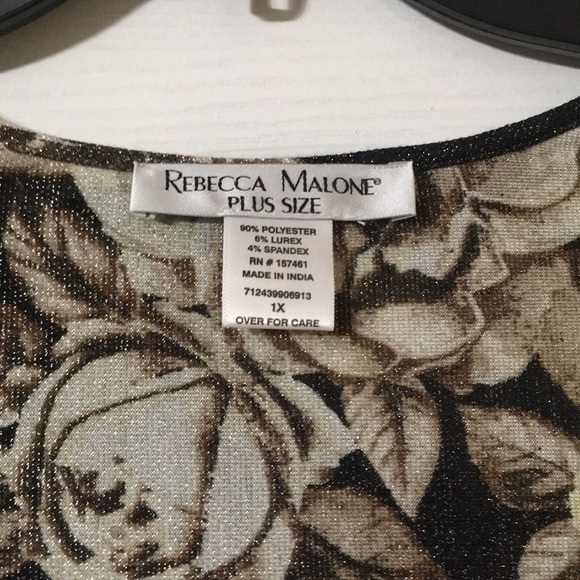 REBECCA MALONE®
PLUS SIZE
90% POLYESTER
6% LUREX
4% SPANDEX
RN # 157461
MADE IN INDIA
712439906913
1X
OVER FOR CARE